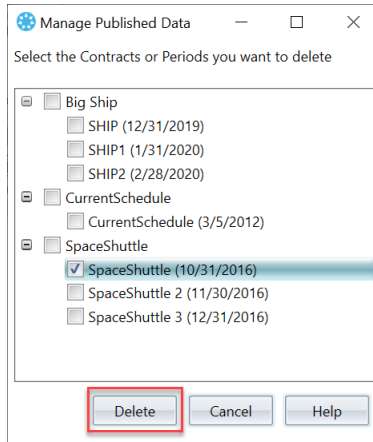 Manage Published Data
Select the Contracts or Periods you want to delete
Big Ship
SHIP (12/31/2019)
SHIP1 (1/31/2020)
SHIP2 (2/28/2020)
CurrentSchedule
CurrentSchedule (3/5/2012)
SpaceShuttle
SpaceShuttle (10/31/2016)
SpaceShuttle 2 (11/30/2016)
SpaceShuttle 3 (12/31/2016)
Delete Cancel Help